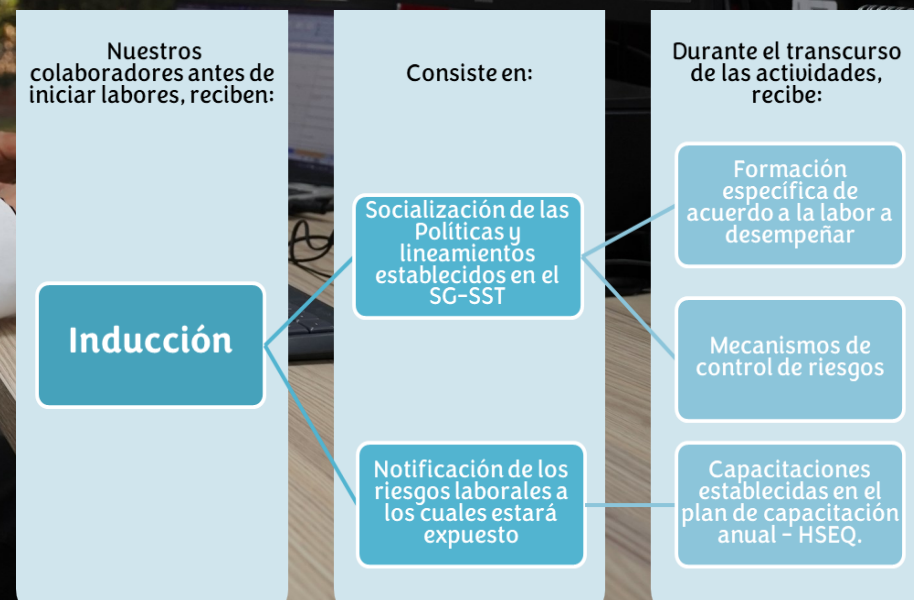 Nuestros
colaboradores antes de
iniciar labores, reciben:
Inducción
Consiste en:
Socialización de las
Políticas y
lineamientos
establecidos en el
SG-SST
Notificación de los
riesgos laborales a
los cuales estará
expuesto
Durante el transcurso
de las actividades,
recibe:
Formación
específica de
acuerdo a la labor a
desempeñar
Mecanismos de
control de riesgos
Capacitaciones
establecidas en el
plan de capacitación
anual - HSEQ.